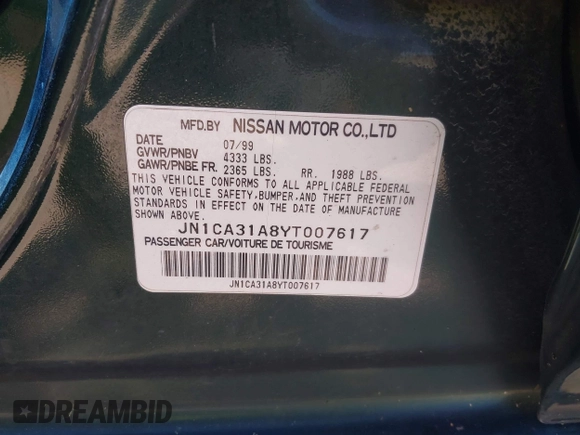 MFD.BY NISSAN MOTOR CO.,LTD
DATE 07/99
GVWR/PNBV 4333 LBS.
GAWR/PNBE FR. 2365 LBS. RR. 1988 LBS.
THIS VEHICLE CONFORMS TO ALL APPLICABLE FEDERAL
MOTOR VEHICLE SAFETY,BUMPER,AND THEFT PREVENTION
STANDARDS IN EFFECT ON THE DATE OF MANUFACTURE
SHOWN ABOVE.
JN1CA31A8YT007617
PASSENGER CAR/VOITURE DE TOURISME
JN1CA31A8YT007617
DREAMBID